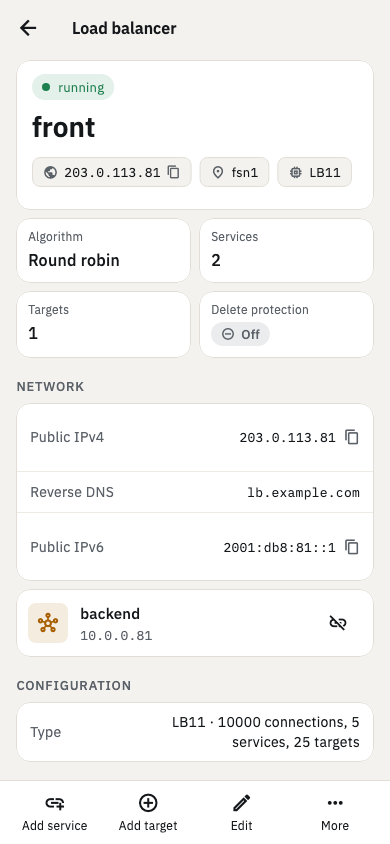 Load balancer
running
front
203.0.113.81
fsn1
LB11
Algorithm
Round robin
Services
2
Targets
1
Delete protection
Off
NETWORK
Public IPv4
203.0.113.81
Reverse DNS
lb.example.com
Public IPv6
2001:db8:81::1
backend
10.0.0.81
CONFIGURATION
Type
LB11 · 10000 connections, 5
services, 25 targets
Add service
Add target
Edit
More